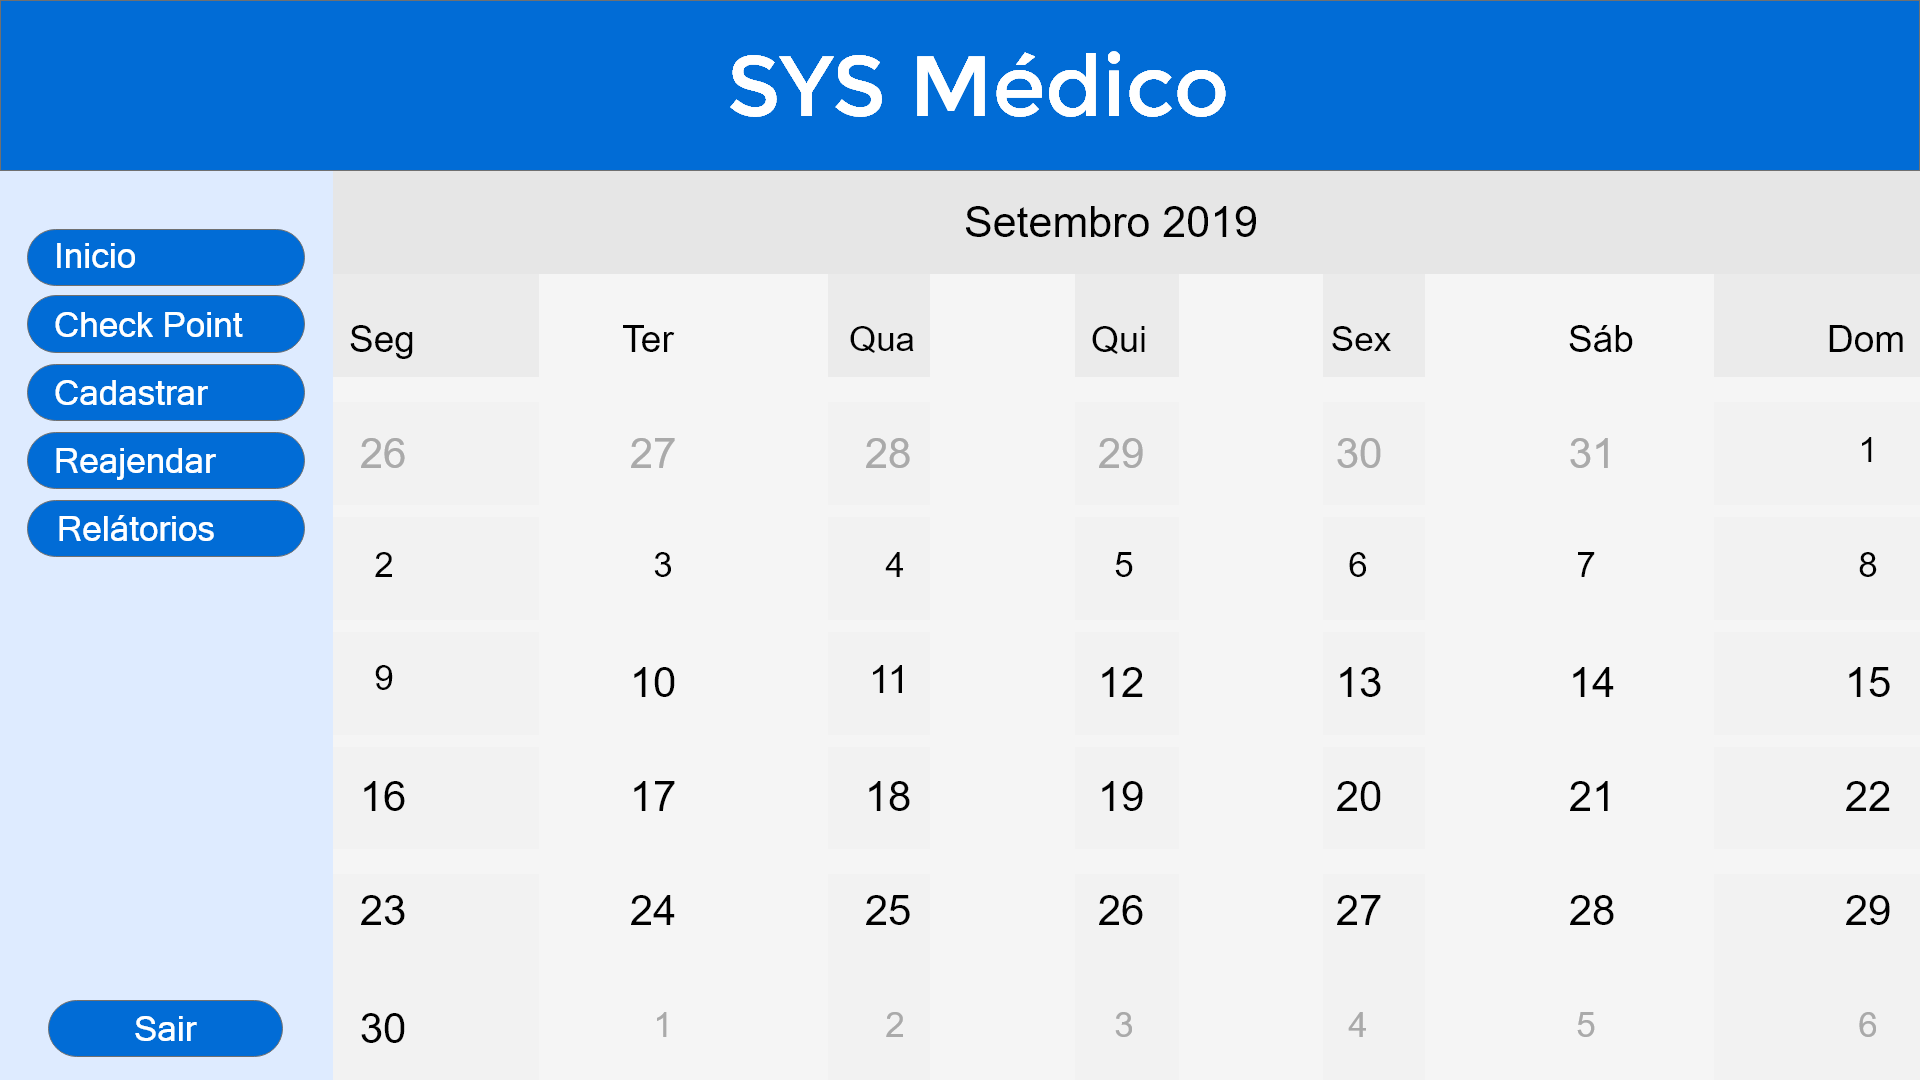 SYS Médico
Inicio
Check Point
Cadastrar
Reajendar
Relátorios
Sair
Setembro 2019
Seg Ter Qua Qui Sex Sáb Dom
26 27 28 29 30 31 1
2 3 4 5 6 7 8
9 10 11 12 13 14 15
16 17 18 19 20 21 22
23 24 25 26 27 28 29
30 1 2 3 4 5 6